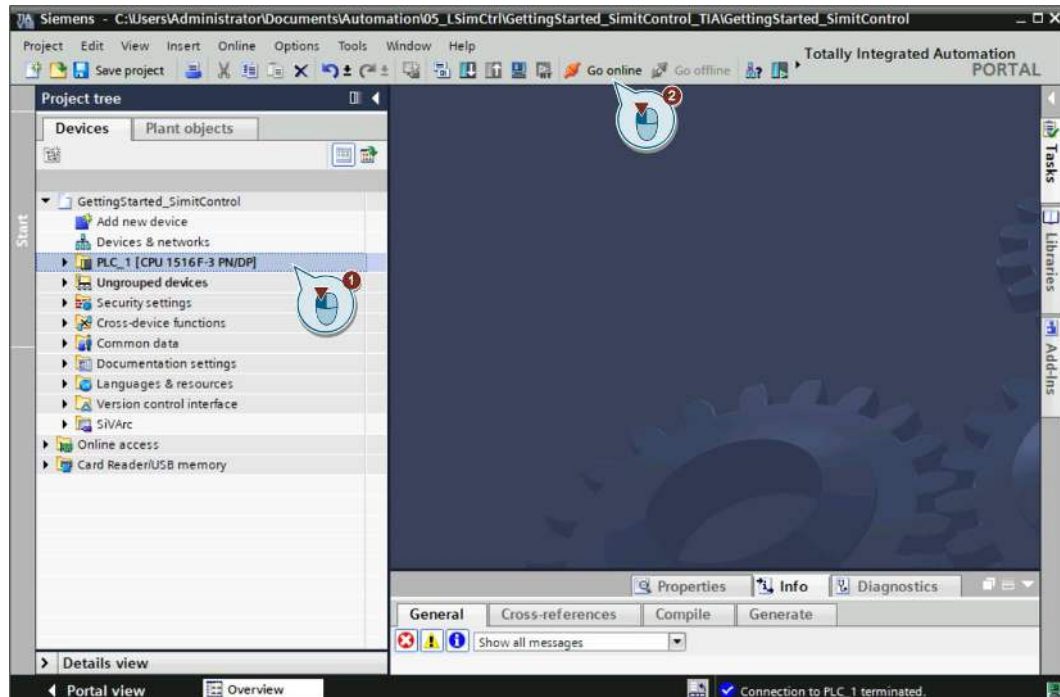 Siemens - C:\Users\Administrator\Documents\Automation\05_LSimCtrl\GettingStarted_SimitControl_TIA\GettingStarted_SimitControl
Project Edit View Insert Online Options Tools Window Help
Totally Integrated Automation
PORTAL
Save project
Go online
Go offline
2
Project tree
Devices
Plant objects
Start
GettingStarted_SimitControl
Add new device
Devices & networks
PLC_1 [CPU 1516F-3 PN/DP]
1
Ungrouped devices
Security settings
Cross-device functions
Common data
Documentation settings
Languages & resources
Version control interface
SiVArc
Online access
Card Reader/USB memory
Tasks
Libraries
Add-Ins
Properties
Info
Diagnostics
General
Cross-references
Compile
Generate
Show all messages
Details view
Portal view
Overview
Connection to PLC_1 terminated.